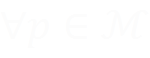 ∀p ∈ ℳ